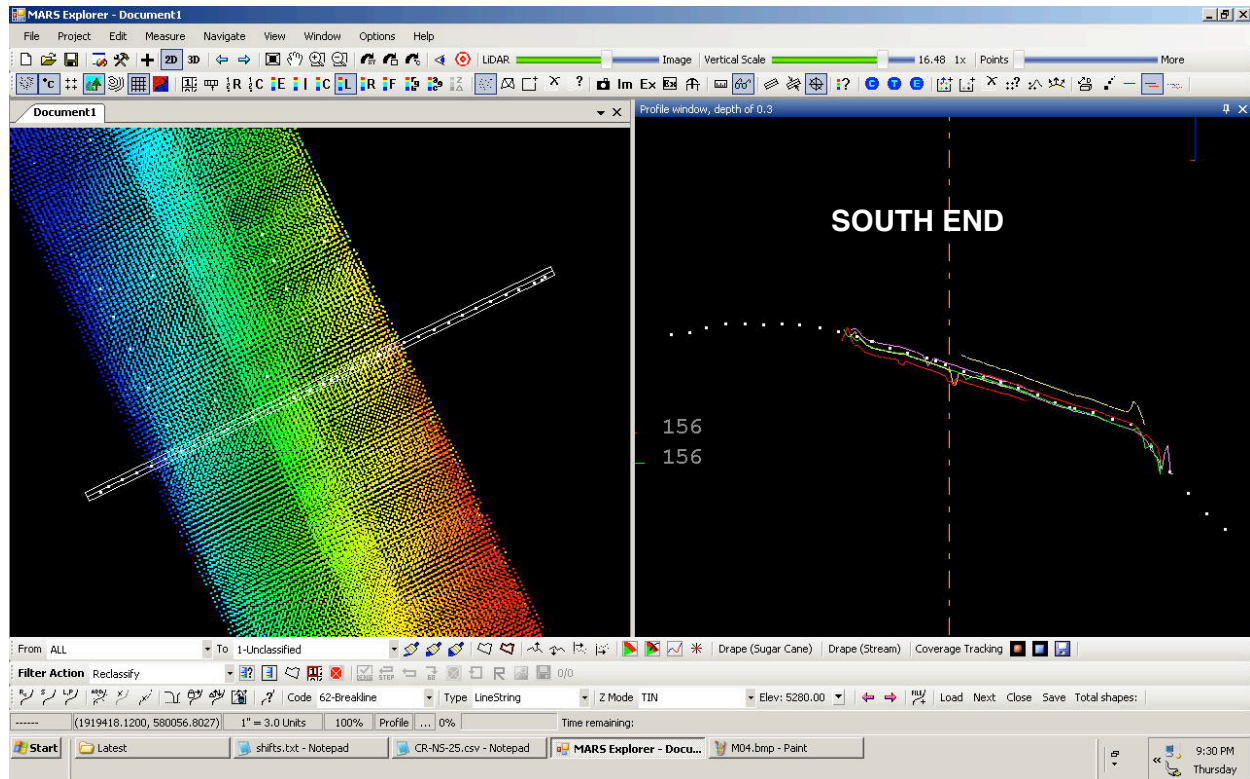 MARS Explorer - Document1
File Project Edit Measure Navigate View Window Options Help
2D 3D LiDAR Image Vertical Scale 16.48 1x Points More
Im Ex
Document1
Profile window, depth of 0.3
SOUTH END
156
156
From ALL To 1-Unclassified Drape (Sugar Cane) Drape (Stream) Coverage Tracking
Filter Action Reclassify 0/0
Code 62-Breakline Type LineString Z Mode TIN Elev: 5280.00 Load Next Close Save Total shapes:
------ (1919418.1200, 580056.8027) 1" = 3.0 Units 100% Profile ... 0% Time remaining:
Start Latest shifts.txt - Notepad CR-NS-25.csv - Notepad MARS Explorer - Docu... M04.bmp - Paint 9:30 PM
Thursday